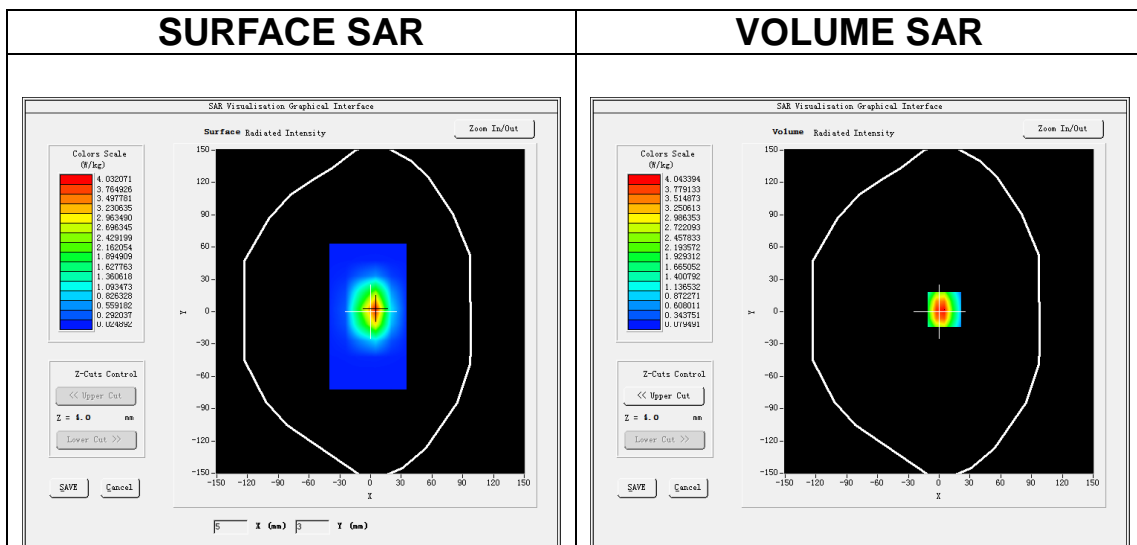 SURFACE SAR
VOLUME SAR
SAR Visualisation Graphical Interface
Surface Radiated Intensity
Zoom In/Out
Colors Scale
(W/kg)
4.032071
3.764926
3.497781
3.230635
2.963490
2.696345
2.429199
2.162054
1.894909
1.627763
1.360618
1.093473
0.826328
0.559182
0.292037
0.024892
Y
150
120
90
60
30
0
-30
-60
-90
-120
-150
-150 -120 -90 -60 -30 0 30 60 90 120 150
X
Z-Cuts Control
<< Upper Cut
Z = 4.0 mm
Lower Cut >>
SAVE Cancel
5 X (mm) 3 Y (mm)
SAR Visualisation Graphical Interface
Volume Radiated Intensity
Zoom In/Out
Colors Scale
(W/kg)
4.043394
3.779133
3.514873
3.250613
2.986353
2.722093
2.457833
2.193572
1.929312
1.665052
1.400792
1.136532
0.872271
0.608011
0.343751
0.079491
Y
150
120
90
60
30
0
-30
-60
-90
-120
-150
-150 -120 -90 -60 -30 0 30 60 90 120 150
X
Z-Cuts Control
<< Upper Cut
Z = 4.0 mm
Lower Cut >>
SAVE Cancel